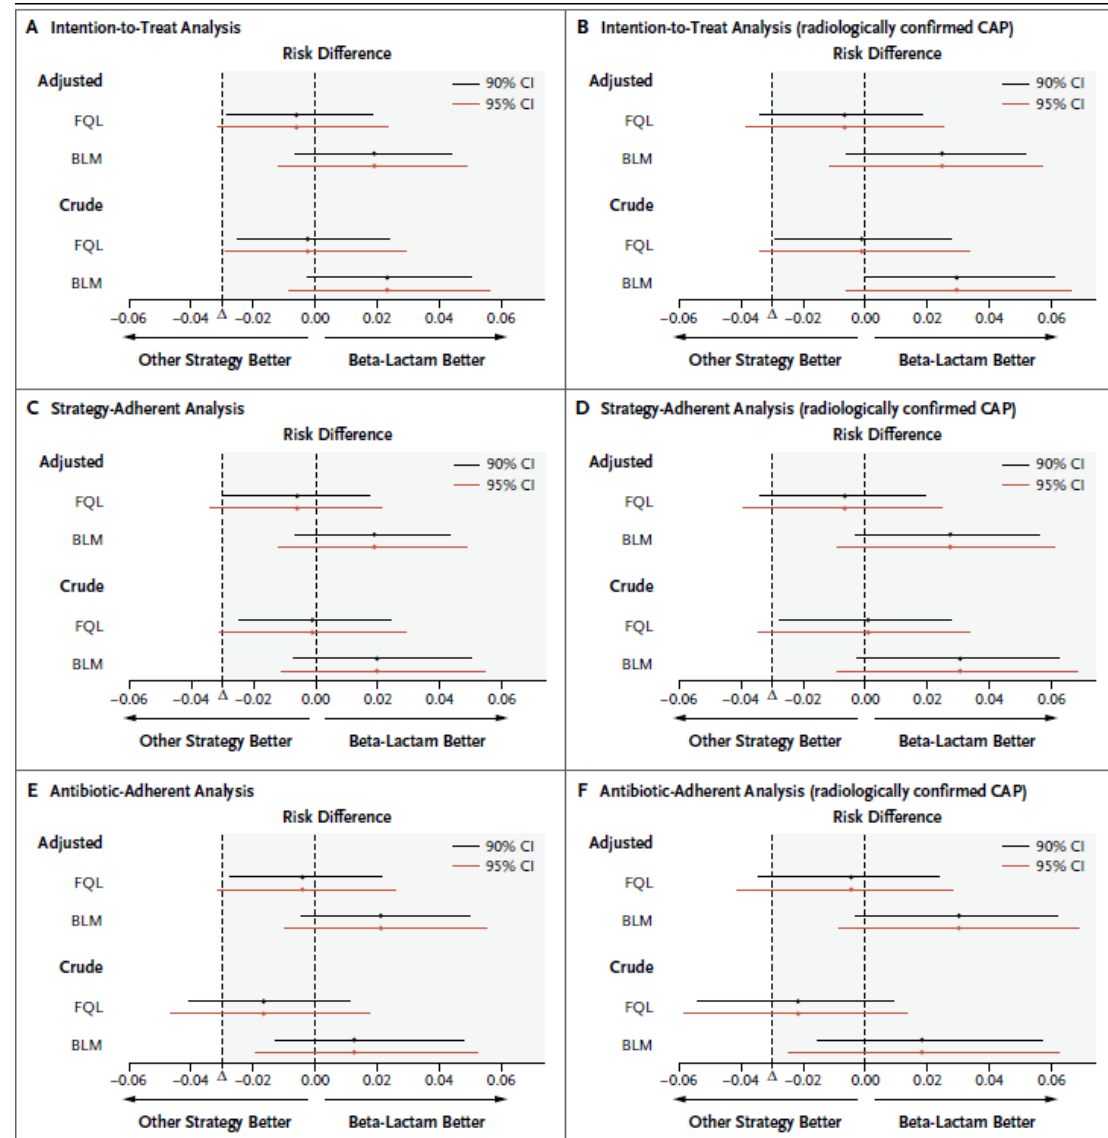 A Intention-to-Treat Analysis
Risk Difference
Adjusted
90% CI
95% CI
FQL
BLM
Crude
FQL
BLM
−0.06 −0.04 Δ −0.02 0.00 0.02 0.04 0.06
Other Strategy Better Beta-Lactam Better
B Intention-to-Treat Analysis (radiologically confirmed CAP)
Risk Difference
Adjusted
90% CI
95% CI
FQL
BLM
Crude
FQL
BLM
−0.06 −0.04 Δ −0.02 0.00 0.02 0.04 0.06
Other Strategy Better Beta-Lactam Better
C Strategy-Adherent Analysis
Risk Difference
Adjusted
90% CI
95% CI
FQL
BLM
Crude
FQL
BLM
−0.06 −0.04 Δ −0.02 0.00 0.02 0.04 0.06
Other Strategy Better Beta-Lactam Better
D Strategy-Adherent Analysis (radiologically confirmed CAP)
Risk Difference
Adjusted
90% CI
95% CI
FQL
BLM
Crude
FQL
BLM
−0.06 −0.04 Δ −0.02 0.00 0.02 0.04 0.06
Other Strategy Better Beta-Lactam Better
E Antibiotic-Adherent Analysis
Risk Difference
Adjusted
90% CI
95% CI
FQL
BLM
Crude
FQL
BLM
−0.06 −0.04 Δ −0.02 0.00 0.02 0.04 0.06
Other Strategy Better Beta-Lactam Better
F Antibiotic-Adherent Analysis (radiologically confirmed CAP)
Risk Difference
Adjusted
90% CI
95% CI
FQL
BLM
Crude
FQL
BLM
−0.06 −0.04 Δ −0.02 0.00 0.02 0.04 0.06
Other Strategy Better Beta-Lactam Better